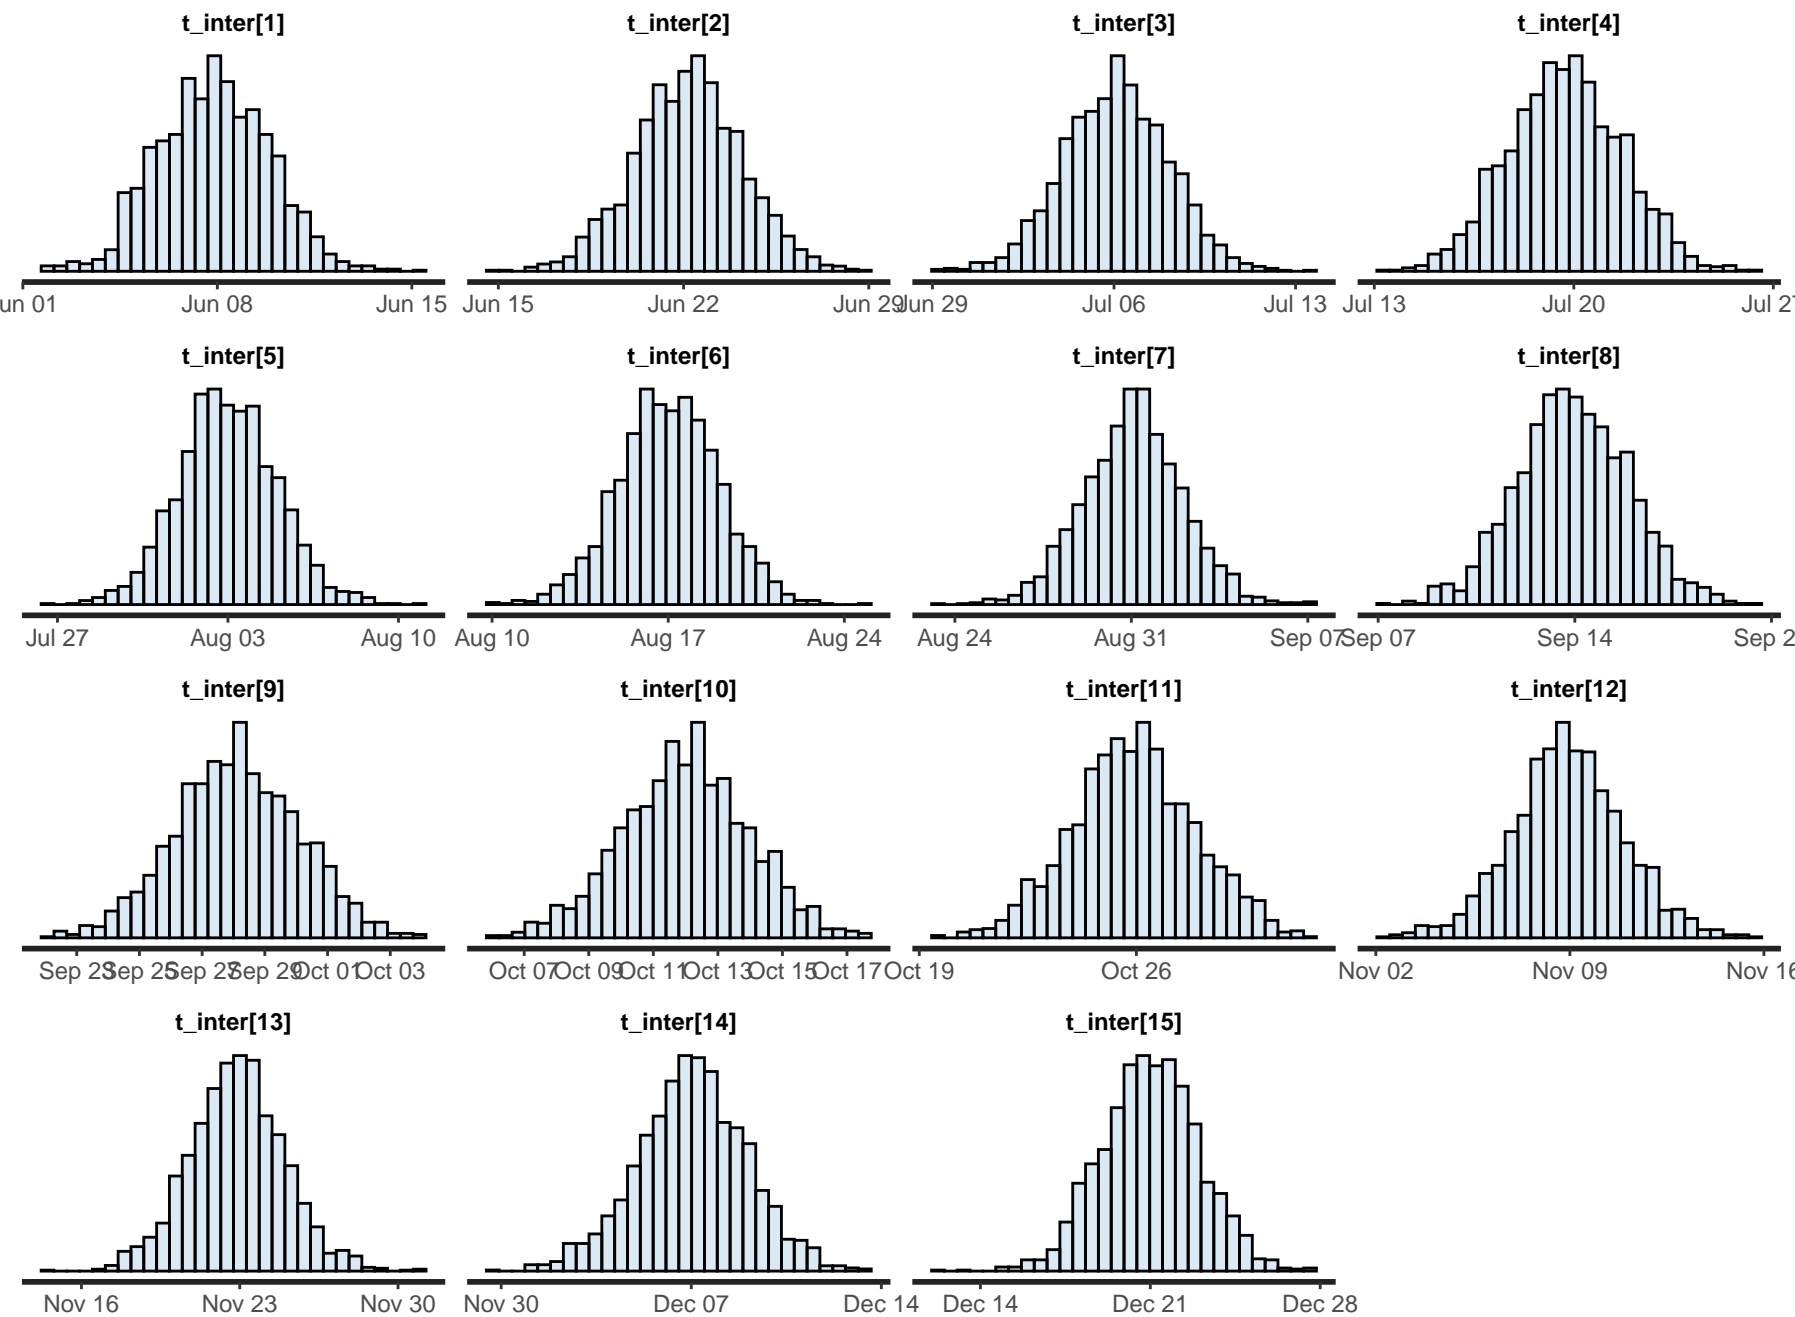 t_inter[1] t_inter[2] t_inter[3] t_inter[4]
un 01 Jun 08 Jun 15 Jun 15 Jun 22 Jun 29 Jun 29 Jul 06 Jul 13 Jul 13 Jul 20 Jul 27
t_inter[5] t_inter[6] t_inter[7] t_inter[8]
Jul 27 Aug 03 Aug 10 Aug 10 Aug 17 Aug 24 Aug 24 Aug 31 Sep 07 Sep 07 Sep 14 Sep 2
t_inter[9] t_inter[10] t_inter[11] t_inter[12]
Sep 23 Sep 25 Sep 27 Sep 29 Oct 01 Oct 03 Oct 07 Oct 09 Oct 11 Oct 13 Oct 15 Oct 17 Oct 19 Oct 26 Nov 02 Nov 09 Nov 16
t_inter[13] t_inter[14] t_inter[15]
Nov 16 Nov 23 Nov 30 Nov 30 Dec 07 Dec 14 Dec 14 Dec 21 Dec 28